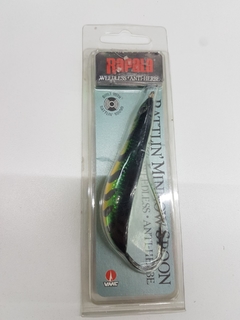 RAPALA
WEEDLESS • ANTI-HERBE
RATTLIN' MINNOW SPOON
WEEDLESS • ANTI-HERBE
VMC